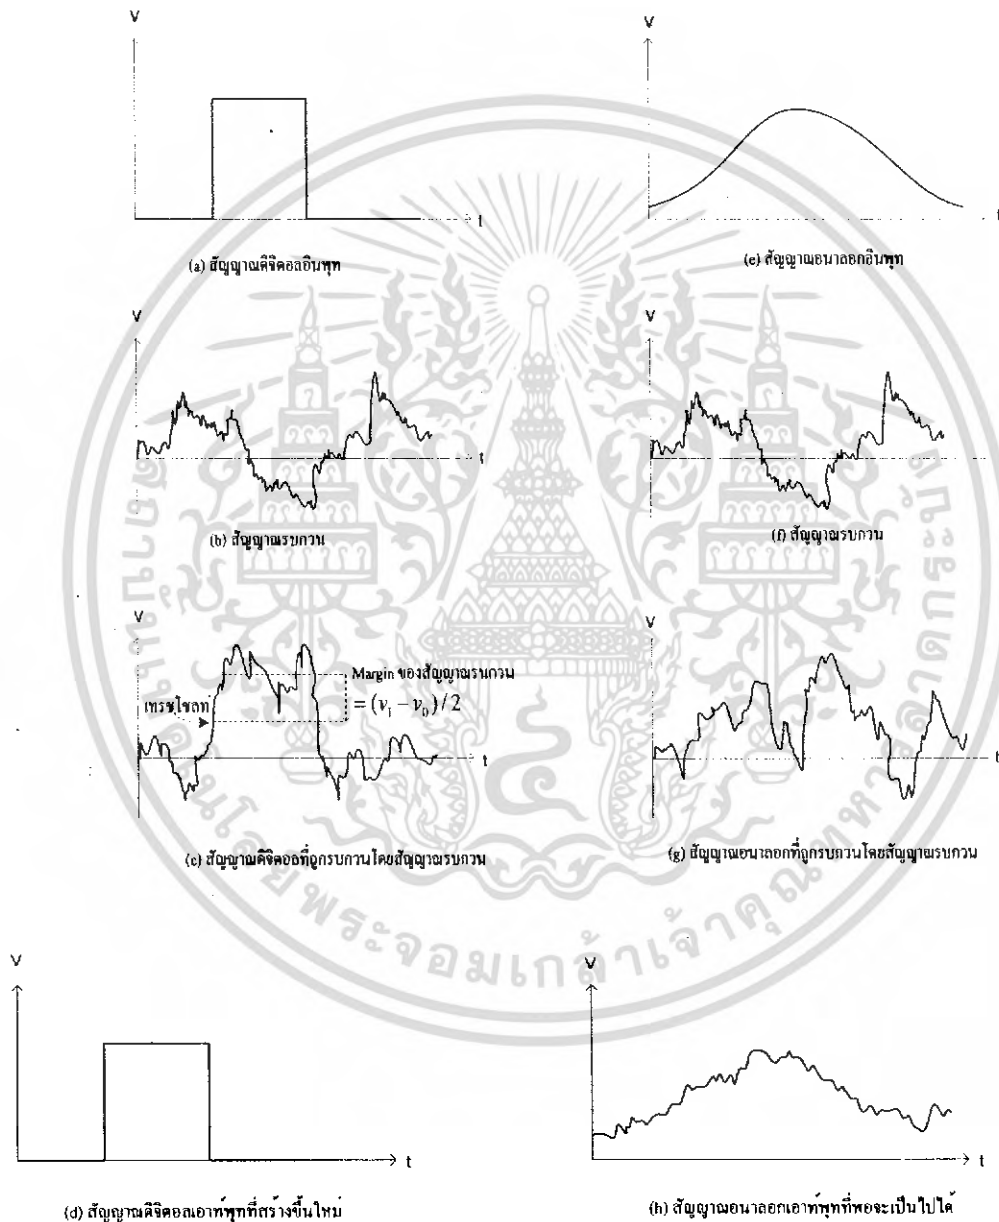 V
V
t
t
(a) สัญญาณดิจิตอลอินพุท
(e) สัญญาณอนาลอกอินพุท
V
V
t
t
(b) สัญญาณรบกวน
(f) สัญญาณรบกวน
V
V
Margin ของสัญญาณรบกวน
= (v₁ − v₀)/2
เทรชโชลท์
t
t
(c) สัญญาณดิจิตอลที่ถูกรบกวนโดยสัญญาณรบกวน
(g) สัญญาณอนาลอกที่ถูกรบกวนโดยสัญญาณรบกวน
V
V
t
t
(d) สัญญาณดิจิตอลเอาท์พุทที่สร้างขึ้นใหม่
(h) สัญญาณอนาลอกเอาท์พุทที่พอจะเป็นไปได้